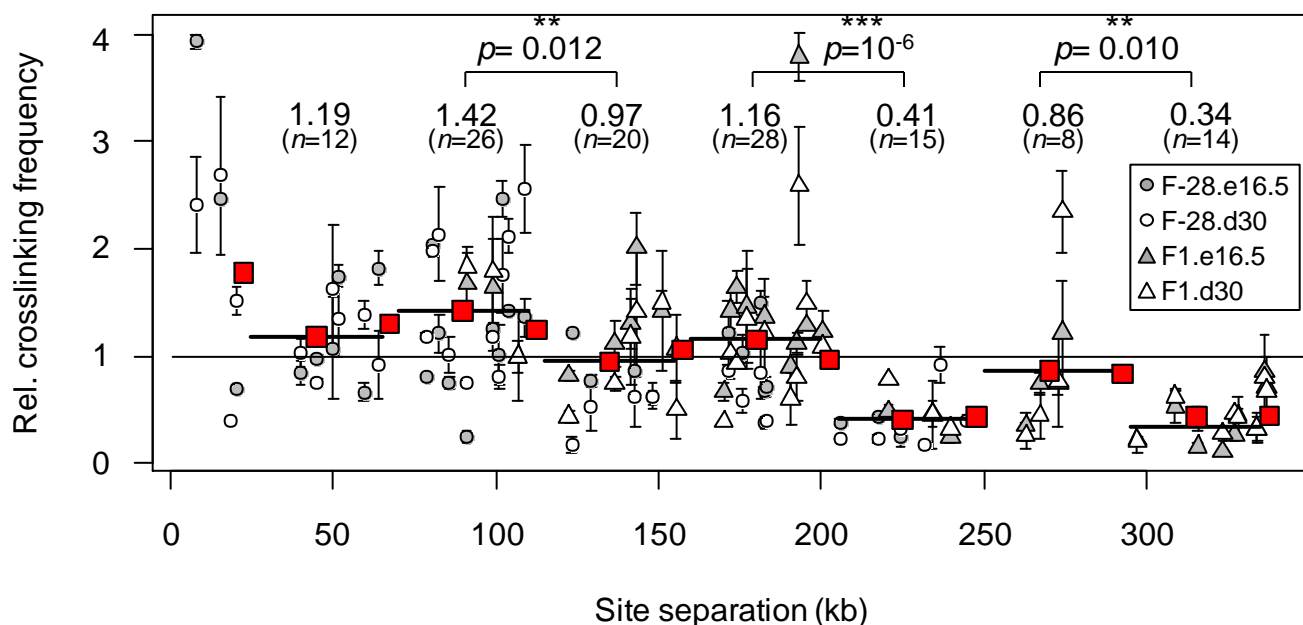 ** *** **
p= 0.012 p=10-6 p= 0.010
1.19 1.42 0.97 1.16 0.41 0.86 0.34
(n=12) (n=26) (n=20) (n=28) (n=15) (n=8) (n=14)
F-28.e16.5
F-28.d30
F1.e16.5
F1.d30
Rel. crosslinking frequency
4
3
2
1
0
0 50 100 150 200 250 300
Site separation (kb)